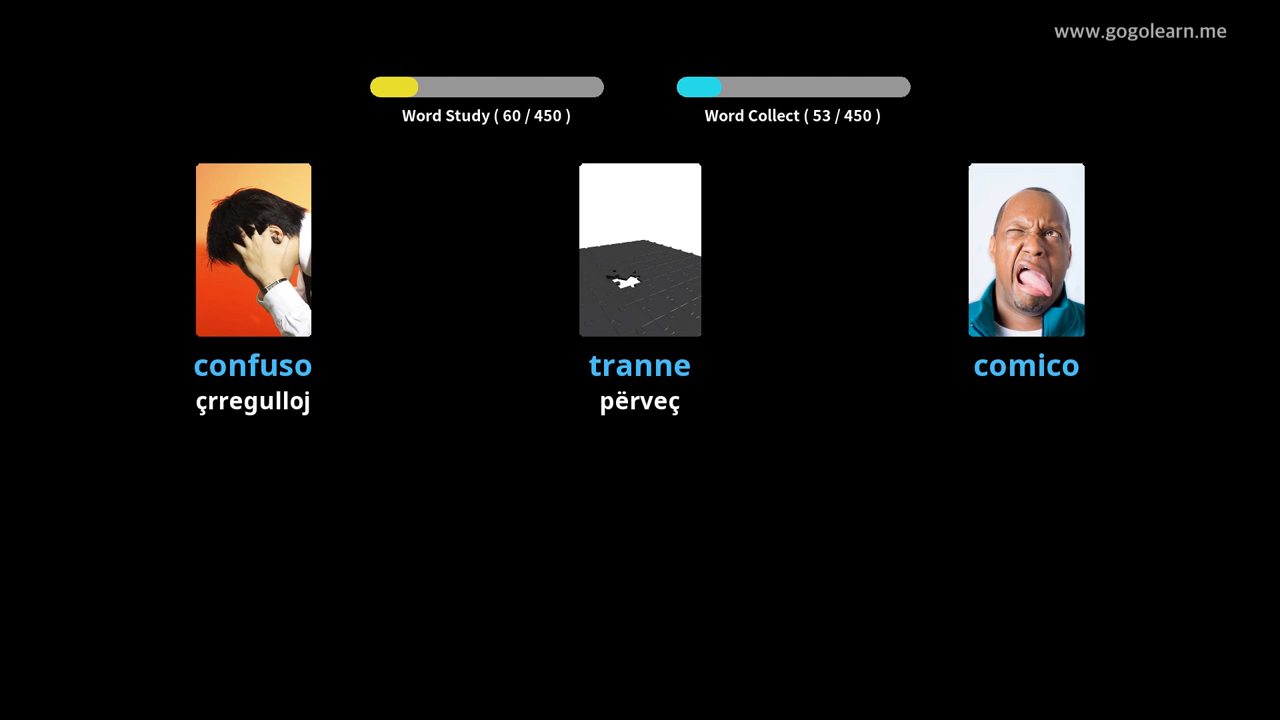 www.gogolearn.me
Word Study ( 60 / 450 )
Word Collect ( 53 / 450 )
confuso
çrregulloj
tranne
përveç
comico